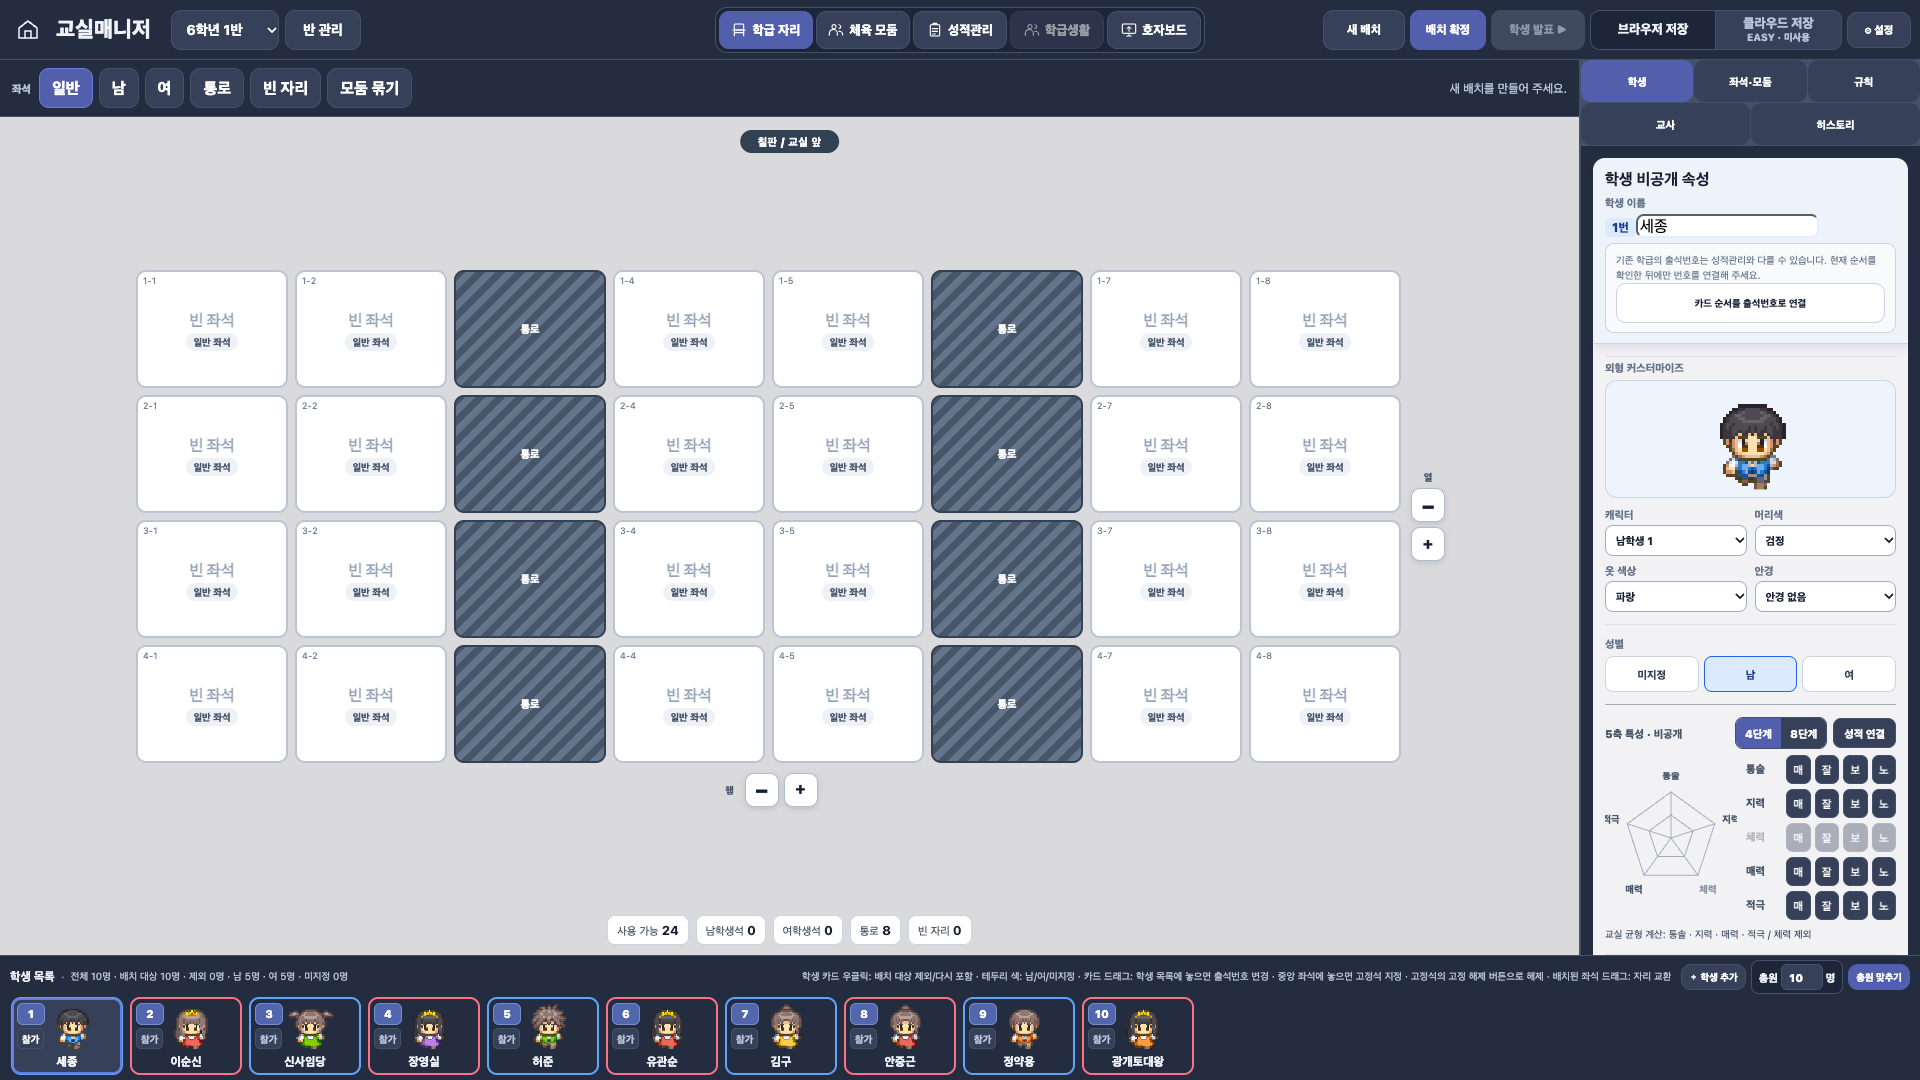 교실매니저
6학년 1반
반 관리
학급 자리
체육 모둠
성적관리
학급생활
호자보드
새 배치
배치 확정
학생 발표 ▶
브라우저 저장
클라우드 저장
EASY · 미사용
설정
좌석
일반
남
여
통로
빈 자리
모둠 묶기
새 배치를 만들어 주세요.
칠판 / 교실 앞
1-1 빈 좌석 일반 좌석
1-2 빈 좌석 일반 좌석
통로
1-4 빈 좌석 일반 좌석
1-5 빈 좌석 일반 좌석
통로
1-7 빈 좌석 일반 좌석
1-8 빈 좌석 일반 좌석
2-1 빈 좌석 일반 좌석
2-2 빈 좌석 일반 좌석
통로
2-4 빈 좌석 일반 좌석
2-5 빈 좌석 일반 좌석
통로
2-7 빈 좌석 일반 좌석
2-8 빈 좌석 일반 좌석
3-1 빈 좌석 일반 좌석
3-2 빈 좌석 일반 좌석
통로
3-4 빈 좌석 일반 좌석
3-5 빈 좌석 일반 좌석
통로
3-7 빈 좌석 일반 좌석
3-8 빈 좌석 일반 좌석
4-1 빈 좌석 일반 좌석
4-2 빈 좌석 일반 좌석
통로
4-4 빈 좌석 일반 좌석
4-5 빈 좌석 일반 좌석
통로
4-7 빈 좌석 일반 좌석
4-8 빈 좌석 일반 좌석
열
−
+
행
−
+
사용 가능 24
남학생석 0
여학생석 0
통로 8
빈 자리 0
학생
좌석·모둠
규칙
교사
히스토리
학생 비공개 속성
학생 이름
1번 세종
기존 학급의 출석번호는 성적관리와 다를 수 있습니다. 현재 순서를
확인한 뒤에만 번호를 연결해 주세요.
카드 순서를 출석번호로 연결
외형 커스터마이즈
캐릭터
머리색
남학생 1
검정
옷 색상
안경
파랑
안경 없음
성별
미지정
남
여
5축 특성 · 비공개
4단계
8단계
성적 연결
통솔
지력
체력
매력
적극
통솔 매 잘 보 노
지력 매 잘 보 노
체력 매 잘 보 노
매력 매 잘 보 노
적극 매 잘 보 노
교실 균형 계산: 통솔 · 지력 · 매력 · 적극 / 체력 제외
학생 목록 · 전체 10명 · 배치 대상 10명 · 제외 0명 · 남 5명 · 여 5명 · 미지정 0명
학생 카드 우클릭: 배치 대상 제외/다시 포함 · 테두리 색: 남/여/미지정 · 카드 드래그: 학생 목록에 놓으면 출석번호 변경 · 중앙 좌석에 놓으면 고정석 지정 · 고정석의 고정 해제 버튼으로 해제 · 배치된 좌석 드래그: 자리 교환
+ 학생 추가
총원 10 명
총원 맞추기
1 참가 세종
2 참가 이순신
3 참가 신사임당
4 참가 장영실
5 참가 허준
6 참가 유관순
7 참가 김구
8 참가 안중근
9 참가 정약용
10 참가 광개토대왕